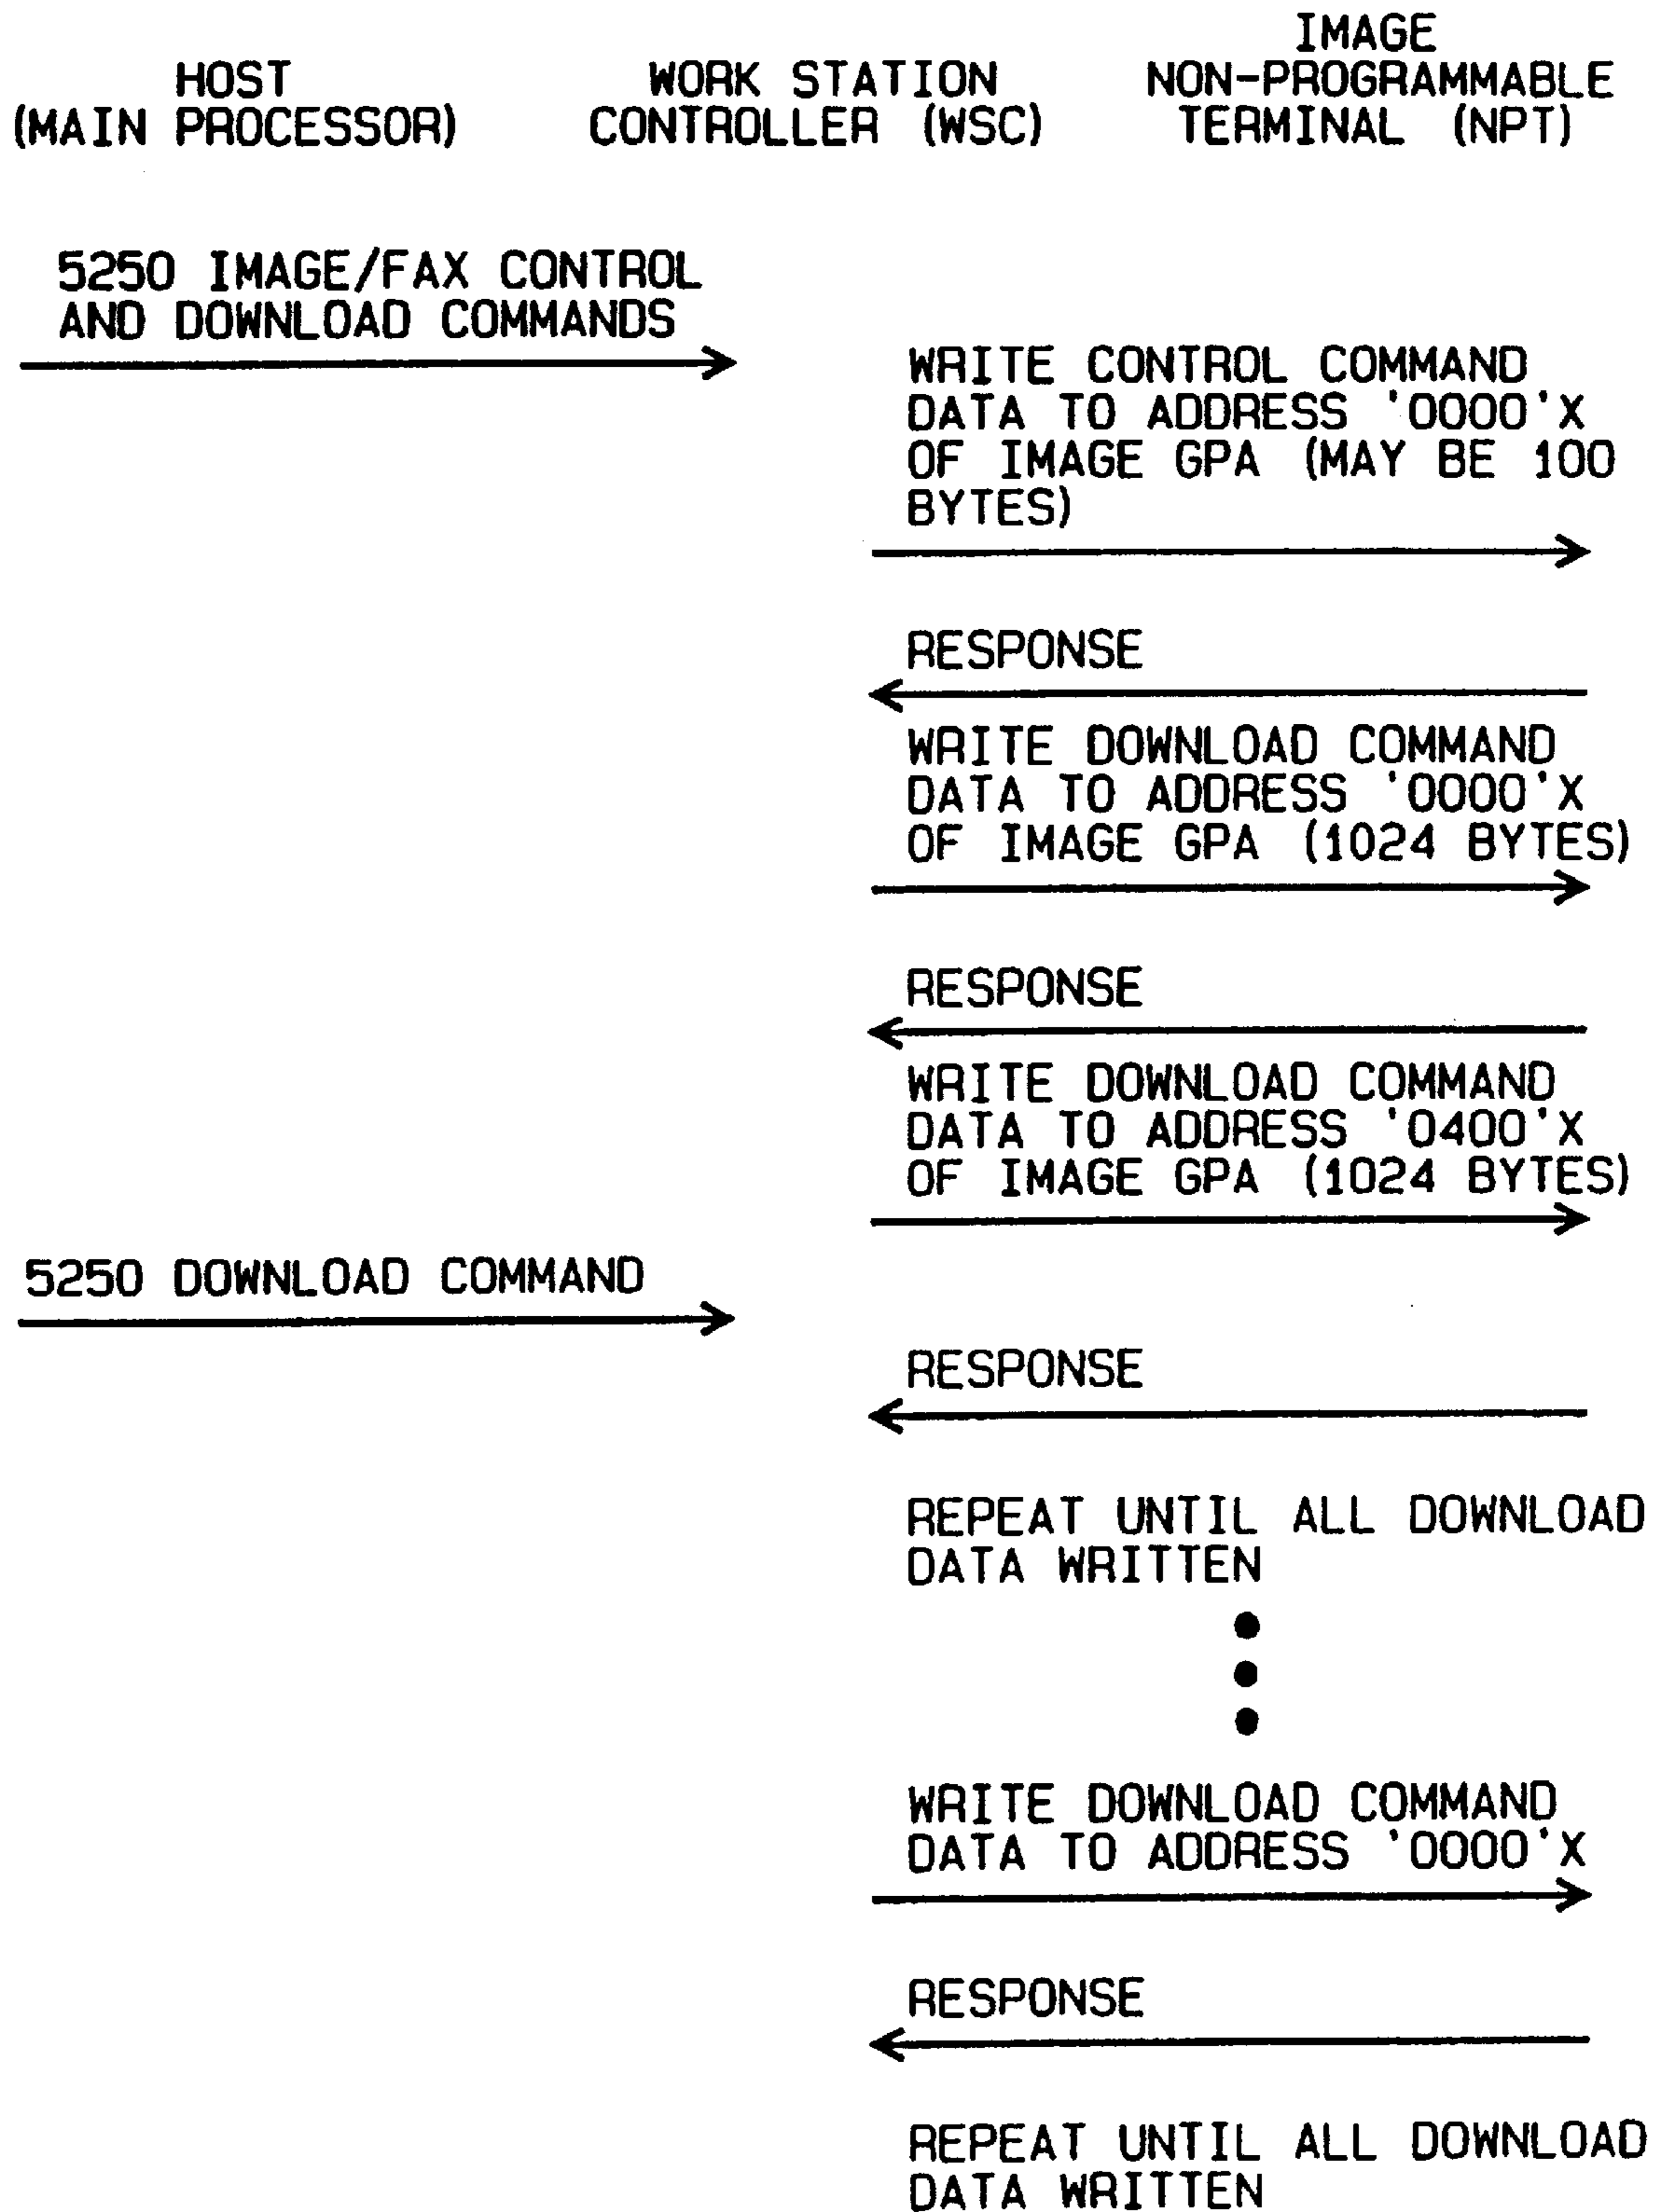 HOST
(MAIN PROCESSOR)
WORK STATION
CONTROLLER (WSC)
IMAGE
NON-PROGRAMMABLE
TERMINAL (NPT)
5250 IMAGE/FAX CONTROL
AND DOWNLOAD COMMANDS
WRITE CONTROL COMMAND
DATA TO ADDRESS '0000'X
OF IMAGE GPA (MAY BE 100
BYTES)
RESPONSE
WRITE DOWNLOAD COMMAND
DATA TO ADDRESS '0000'X
OF IMAGE GPA (1024 BYTES)
RESPONSE
WRITE DOWNLOAD COMMAND
DATA TO ADDRESS '0400'X
OF IMAGE GPA (1024 BYTES)
5250 DOWNLOAD COMMAND
RESPONSE
REPEAT UNTIL ALL DOWNLOAD
DATA WRITTEN
WRITE DOWNLOAD COMMAND
DATA TO ADDRESS '0000'X
RESPONSE
REPEAT UNTIL ALL DOWNLOAD
DATA WRITTEN